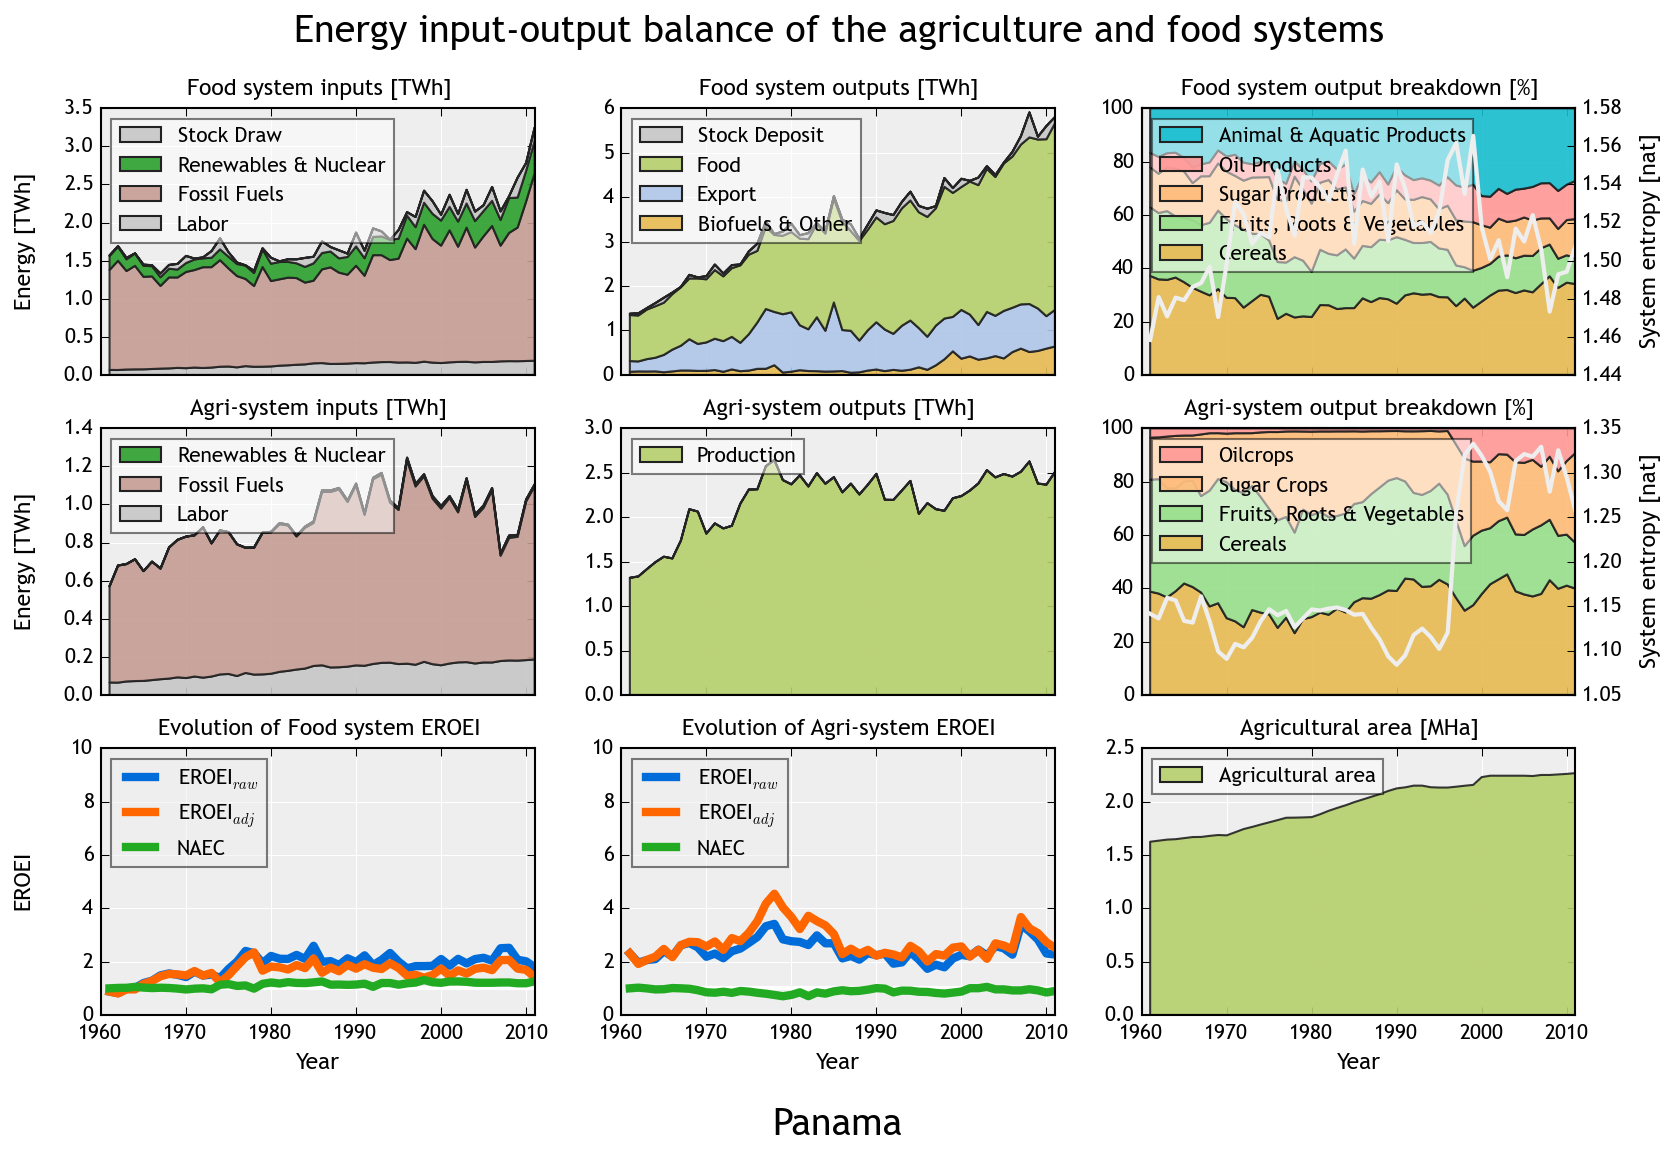 Energy input-output balance of the agriculture and food systems
Food system inputs [TWh]
Energy [TWh]
3.5
3.0
2.5
2.0
1.5
1.0
0.5
0.0
Stock Draw
Renewables & Nuclear
Fossil Fuels
Labor
Food system outputs [TWh]
6
5
4
3
2
1
0
Stock Deposit
Food
Export
Biofuels & Other
Food system output breakdown [%]
100
80
60
40
20
0
Animal & Aquatic Products
Oil Products
Sugar Products
Fruits, Roots & Vegetables
Cereals
1.58
1.56
1.54
1.52
1.50
1.48
1.46
1.44
System entropy [nat]
Agri-system inputs [TWh]
Energy [TWh]
1.4
1.2
1.0
0.8
0.6
0.4
0.2
0.0
Renewables & Nuclear
Fossil Fuels
Labor
Agri-system outputs [TWh]
3.0
2.5
2.0
1.5
1.0
0.5
0.0
Production
Agri-system output breakdown [%]
100
80
60
40
20
0
Oilcrops
Sugar Crops
Fruits, Roots & Vegetables
Cereals
1.35
1.30
1.25
1.20
1.15
1.10
1.05
System entropy [nat]
Evolution of Food system EROEI
EROEI
10
8
6
4
2
0
EROEI raw
EROEI adj
NAEC
1960 1970 1980 1990 2000 2010
Year
Evolution of Agri-system EROEI
10
8
6
4
2
0
EROEI raw
EROEI adj
NAEC
1960 1970 1980 1990 2000 2010
Year
Agricultural area [MHa]
2.5
2.0
1.5
1.0
0.5
0.0
Agricultural area
1960 1970 1980 1990 2000 2010
Year
Panama